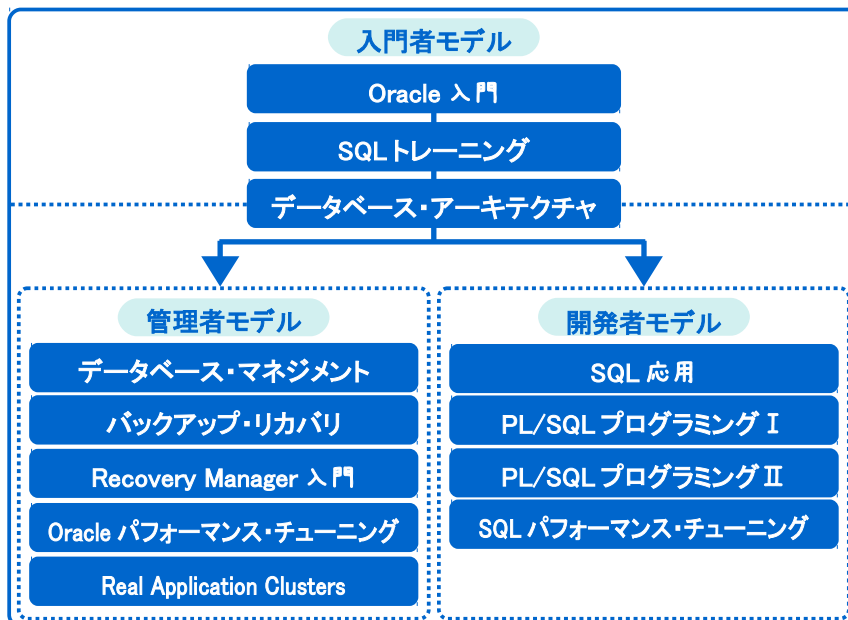 入門者モデル
Oracle 入門
SQLトレーニング
データベース・アーキテクチャ
管理者モデル
データベース・マネジメント
バックアップ・リカバリ
Recovery Manager 入門
Oracle パフォーマンス・チューニング
Real Application Clusters
開発者モデル
SQL 応用
PL/SQL プログラミング Ⅰ
PL/SQL プログラミング Ⅱ
SQL パフォーマンス・チューニング